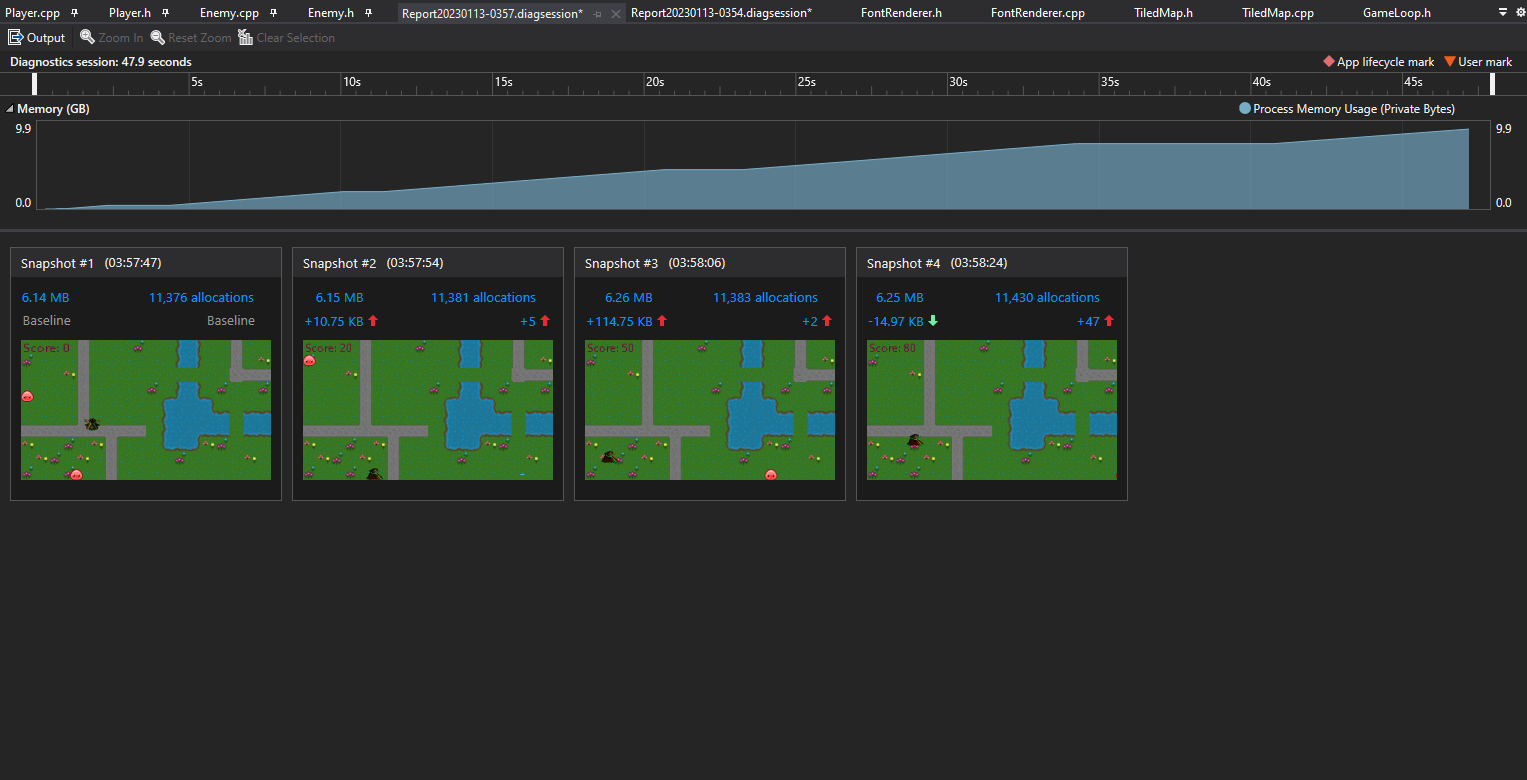 Player.cpp Player.h Enemy.cpp Enemy.h Report20230113-0357.diagsession* Report20230113-0354.diagsession* FontRenderer.h FontRenderer.cpp TiledMap.h TiledMap.cpp GameLoop.h
Output Zoom In Reset Zoom Clear Selection
Diagnostics session: 47.9 seconds App lifecycle mark User mark
5s 10s 15s 20s 25s 30s 35s 40s 45s
Memory (GB) Process Memory Usage (Private Bytes)
9.9 9.9
0.0 0.0
Snapshot #1 (03:57:47) Snapshot #2 (03:57:54) Snapshot #3 (03:58:06) Snapshot #4 (03:58:24)
6.14 MB 11,376 allocations 6.15 MB 11,381 allocations 6.26 MB 11,383 allocations 6.25 MB 11,430 allocations
Baseline Baseline +10.75 KB +5 +114.75 KB +2 -14.97 KB +47
Score: 0 Score: 20 Score: 50 Score: 80